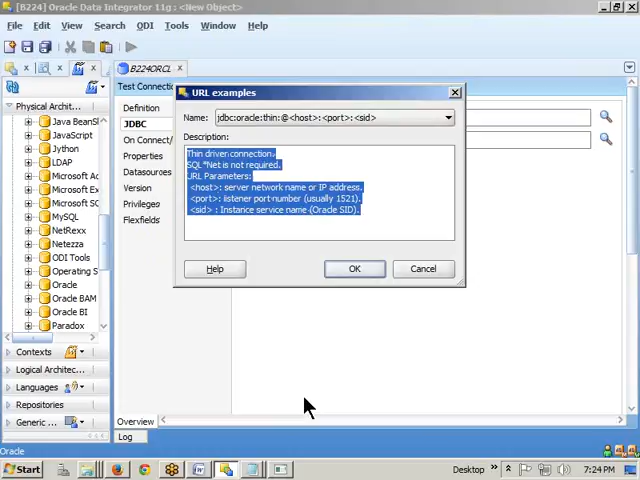 [B224] Oracle Data Integrator 11g : <New Object>
File Edit View Search ODI Tools Window Help
B224ORCL
Test Connection
URL examples
Name: jdbc:oracle:thin:@<host>:<port>:<sid>
Description:
Thin driver connection.
SQL *Net is not required.
URL Parameters:
<host>: server network name or IP address.
<port>: listener port number (usually 1521).
<sid> : Instance service name (Oracle SID).
Help OK Cancel
Physical Archit...
Java BeanSh
JavaScript
Jython
LDAP
Microsoft Ac
Microsoft Ex
Microsoft SQ
MySQL
NetRexx
Netezza
ODI Tools
Operating S
Oracle
Oracle BAM
Oracle BI
Paradox
Contexts
Logical Architec...
Languages
Repositories
Generic ...
Definition
JDBC
On Connect/
Properties
Datasources
Version
Privileges
Flexfields
Overview
Log
Oracle
Start
Desktop
7:24 PM